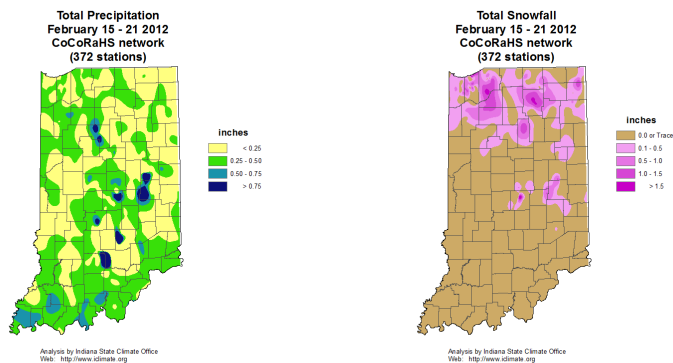 Total Precipitation
February 15 - 21 2012
CoCoRaHS network
(372 stations)
inches
< 0.25
0.25 - 0.50
0.50 - 0.75
> 0.75
Analysis by Indiana State Climate Office
Web: http://www.iclimate.org
Total Snowfall
February 15 - 21 2012
CoCoRaHS network
(372 stations)
inches
0.0 or Trace
0.1 - 0.5
0.5 - 1.0
1.0 - 1.5
> 1.5
Analysis by Indiana State Climate Office
Web: http://www.iclimate.org